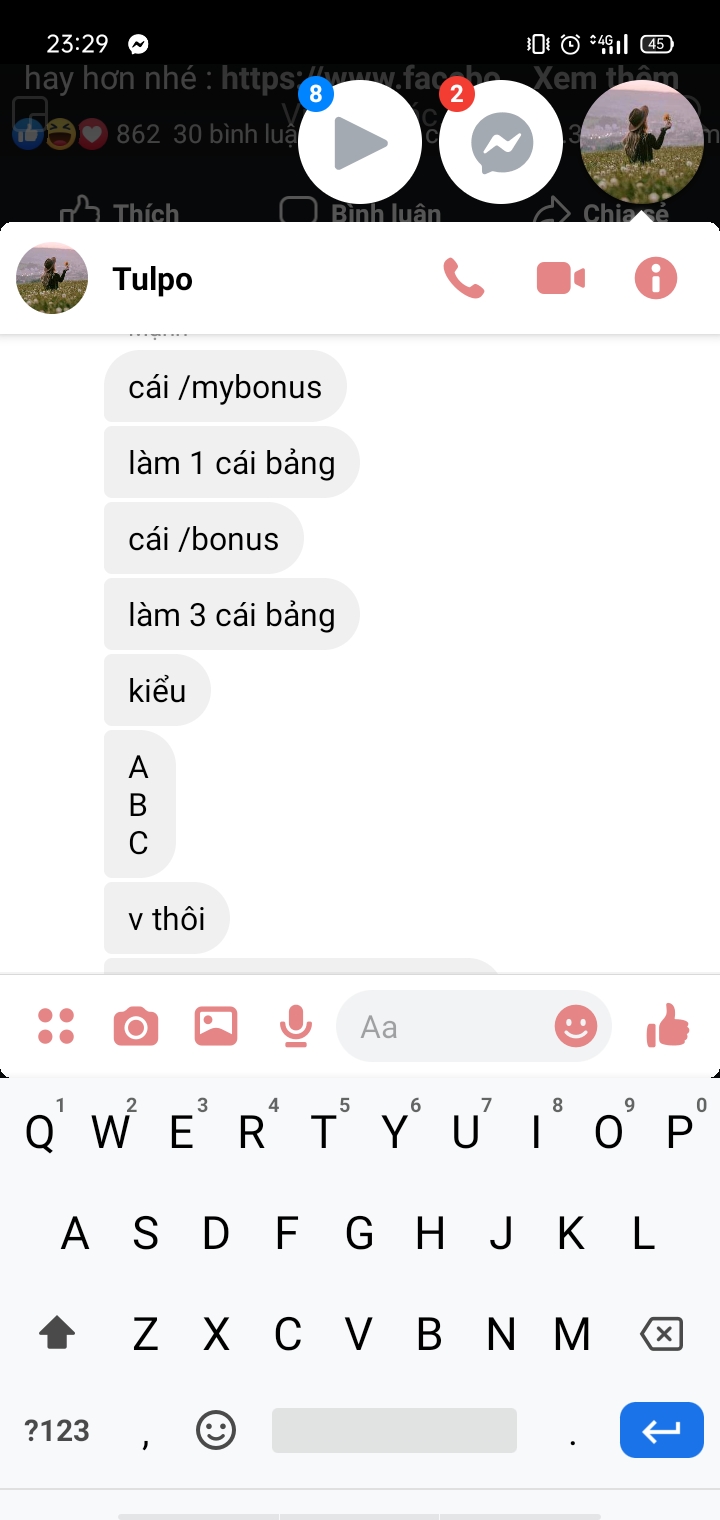 23:29
4G
45
hay hơn nhé : https://www.facebo... Xem thêm
862 30 bình luậ
8
2
Thích
Bình luận
Chia sẻ
Tulpo
cái /mybonus
làm 1 cái bảng
cái /bonus
làm 3 cái bảng
kiểu
A
B
C
v thôi
Aa
1 2 3 4 5 6 7 8 9 0
Q W E R T Y U I O P
A S D F G H J K L
Z X C V B N M
?123 , .